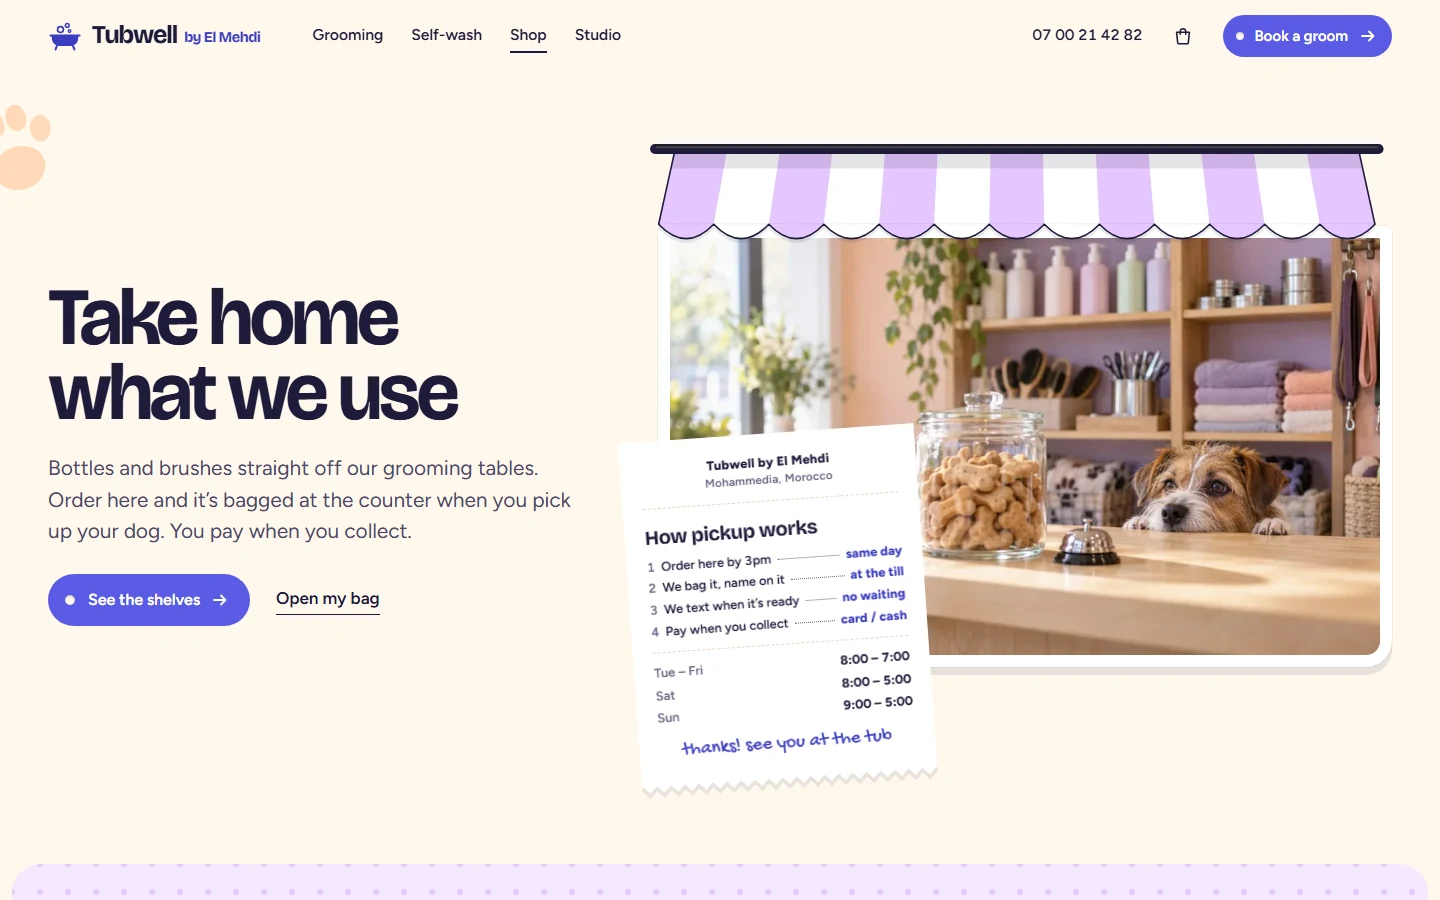 Tubwell by El Mehdi
Grooming
Self-wash
Shop
Studio
07 00 21 42 82
Book a groom
Take home
what we use
Bottles and brushes straight off our grooming tables.
Order here and it’s bagged at the counter when you pick
up your dog. You pay when you collect.
See the shelves
Open my bag
Tubwell by El Mehdi
Mohammedia, Morocco
How pickup works
1 Order here by 3pm same day
2 We bag it, name on it at the till
3 We text when it’s ready no waiting
4 Pay when you collect card / cash
Tue – Fri 8:00 – 7:00
Sat 8:00 – 5:00
Sun 9:00 – 5:00
thanks! see you at the tub